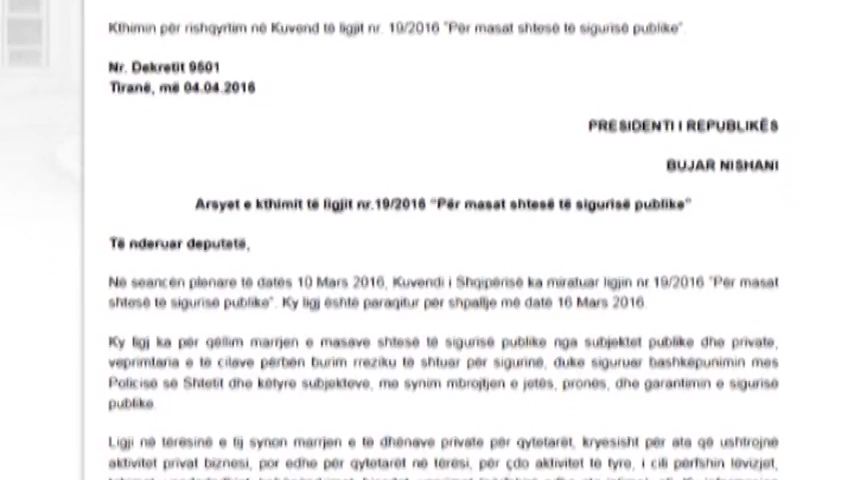 Kthimin për rishqyrtim në Kuvend të ligjit nr. 19/2016 "Për masat shtesë të sigurisë publike".
Nr. Dekretit 9501
Tiranë, më 04.04.2016
PRESIDENTI I REPUBLIKËS
BUJAR NISHANI
Arsyet e kthimit të ligjit nr.19/2016 "Për masat shtesë të sigurisë publike"
Të nderuar deputetë,
Në seancën plenare të datës 10 Mars 2016, Kuvendi i Shqipërisë ka miratuar ligjin nr 19/2016 "Për masat
shtesë të sigurisë publike". Ky ligj është paraqitur për shpallje më datë 16 Mars 2016.
Ky ligj ka për qëllim marrjen e masave shtesë të sigurisë publike nga subjektet publike dhe private,
veprimtaria e të cilave përbën burim rreziku të shtuar për sigurinë, duke siguruar bashkëpunimin mes
Policisë së Shtetit dhe këtyre subjekteve, me synim mbrojtjen e jetës, pronës, dhe garantimin e sigurisë
publike.
Ligji në tërësinë e tij synon marrjen e të dhënave private për qytetarët, kryesisht për ata që ushtrojnë
aktivitet privat biznesi, por edhe për qytetarët në tërësi, për çdo aktivitet të tyre, i cili përfshin lëvizjet,